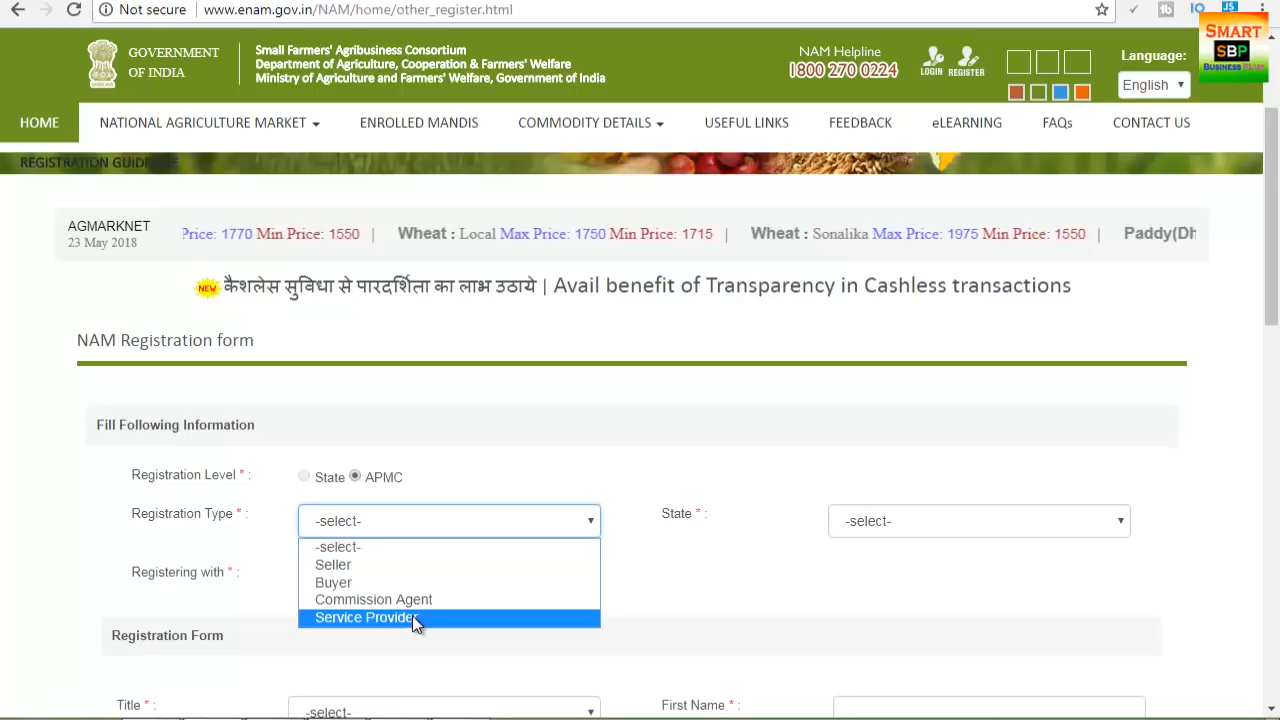 Not secure | www.enam.gov.in/NAM/home/other_register.html
SMART
SBP
BUSINESS PLUS
GOVERNMENT
OF INDIA
Small Farmers' Agribusiness Consortium
Department of Agriculture, Cooperation & Farmers' Welfare
Ministry of Agriculture and Farmers' Welfare, Government of India
NAM Helpline
1800 270 0224
LOGIN REGISTER
Language:
English
HOME NATIONAL AGRICULTURE MARKET ENROLLED MANDIS COMMODITY DETAILS USEFUL LINKS FEEDBACK eLEARNING FAQs CONTACT US
REGISTRATION
AGMARKNET
23 May 2018
Price: 1770 Min Price: 1550 | Wheat : Local Max Price: 1750 Min Price: 1715 | Wheat : Sonalika Max Price: 1975 Min Price: 1550 | Paddy(Dh
NEW कैशलेस सुविधा से पारदर्शिता का लाभ उठाये | Avail benefit of Transparency in Cashless transactions
NAM Registration form
Fill Following Information
Registration Level * : State APMC
Registration Type * : -select- State * : -select-
-select-
Seller
Buyer
Commission Agent
Service Provider
Registering with * :
Registration Form
Title * : -select- First Name * :